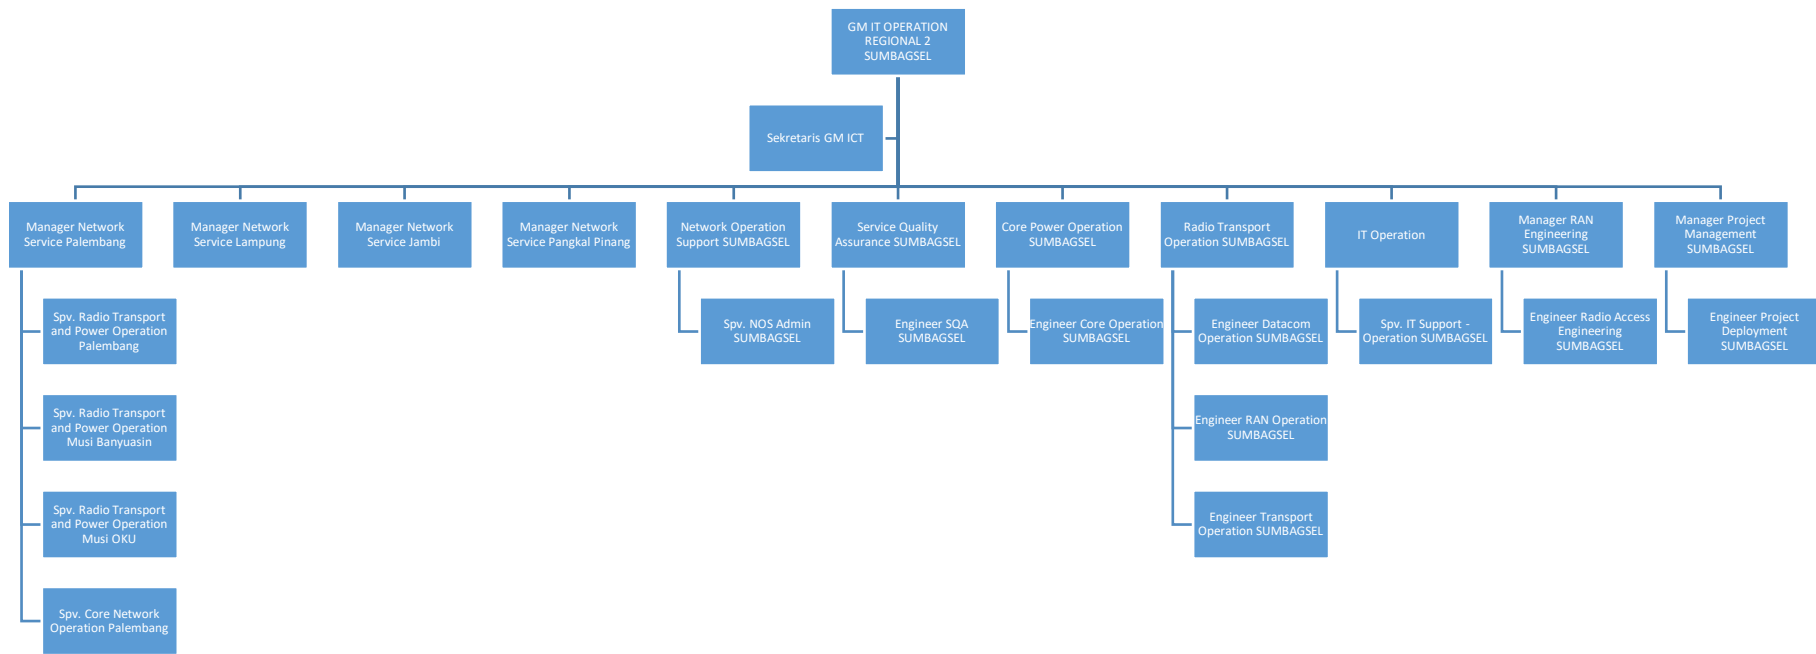 GM IT OPERATION
REGIONAL 2
SUMBAGSEL
Sekretaris GM ICT
Manager Network
Service Palembang
Manager Network
Service Lampung
Manager Network
Service Jambi
Manager Network
Service Pangkal Pinang
Network Operation
Support SUMBAGSEL
Service Quality
Assurance SUMBAGSEL
Core Power Operation
SUMBAGSEL
Radio Transport
Operation SUMBAGSEL
IT Operation
Manager RAN
Engineering
SUMBAGSEL
Manager Project
Management
SUMBAGSEL
Spv. Radio Transport
and Power Operation
Palembang
Spv. NOS Admin
SUMBAGSEL
Engineer SQA
SUMBAGSEL
Engineer Core Operation
SUMBAGSEL
Engineer Datacom
Operation SUMBAGSEL
Spv. IT Support -
Operation SUMBAGSEL
Engineer Radio Access
Engineering
SUMBAGSEL
Engineer Project
Deployment
SUMBAGSEL
Spv. Radio Transport
and Power Operation
Musi Banyuasin
Engineer RAN Operation
SUMBAGSEL
Spv. Radio Transport
and Power Operation
Musi OKU
Engineer Transport
Operation SUMBAGSEL
Spv. Core Network
Operation Palembang